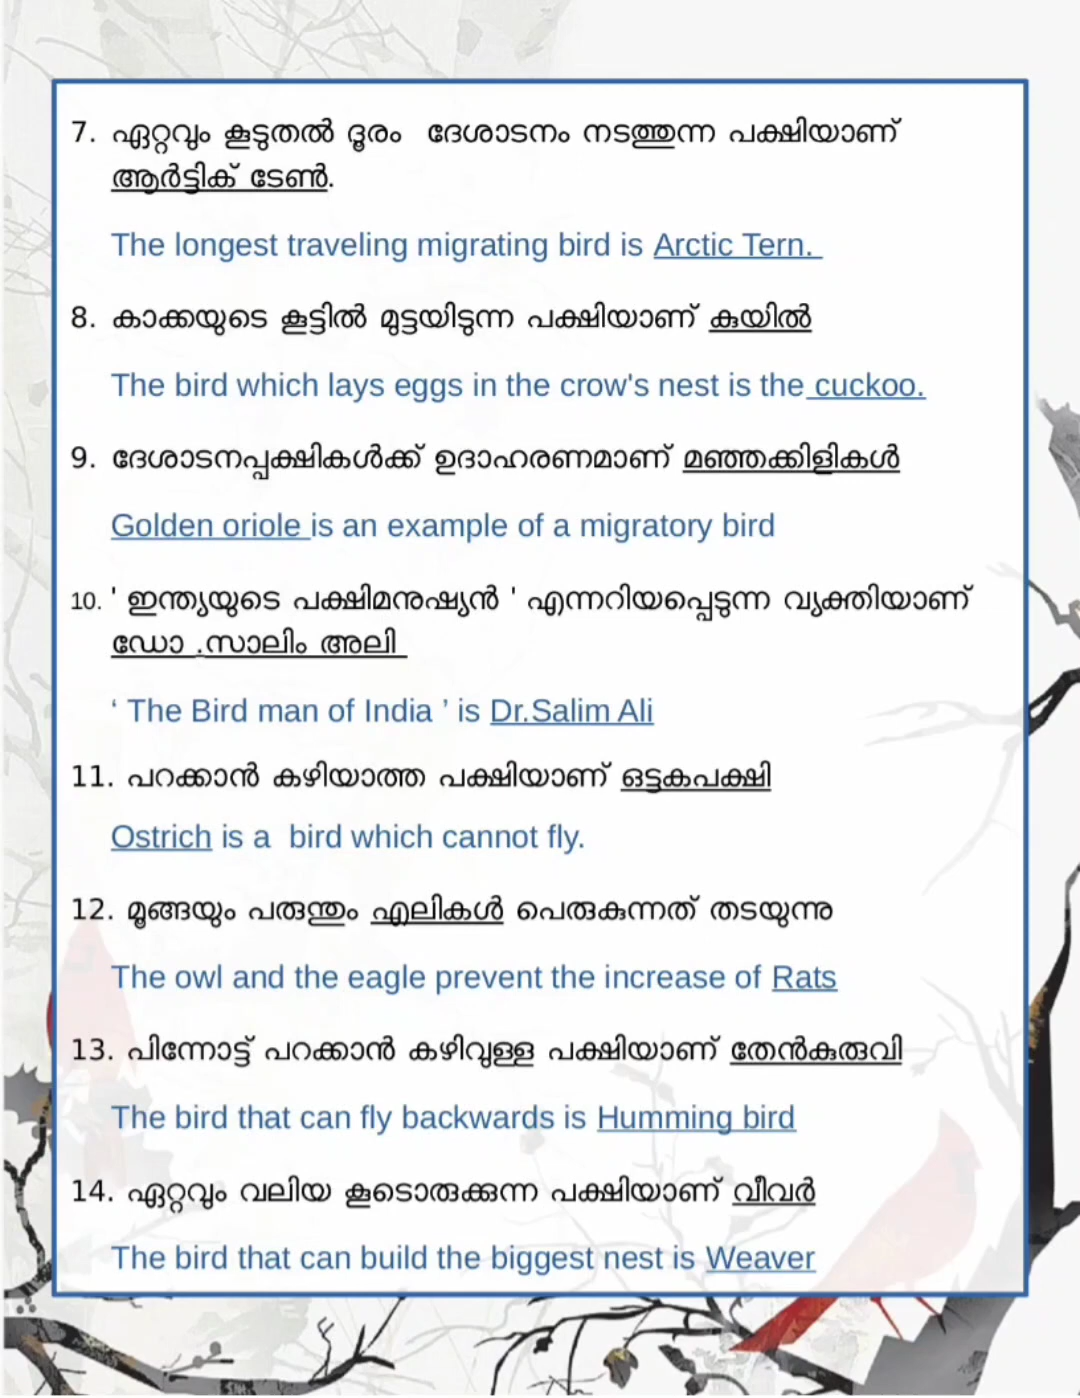 7. ഏറ്റവും കൂടുതൽ ദൂരം ദേശാടനം നടത്തുന്ന പക്ഷിയാണ്
ആർട്ടിക് ടേൺ.
The longest traveling migrating bird is Arctic Tern.
8. കാക്കയുടെ കൂട്ടിൽ മുട്ടയിടുന്ന പക്ഷിയാണ് കുയിൽ
The bird which lays eggs in the crow's nest is the cuckoo.
9. ദേശാടനപ്പക്ഷികൾക്ക് ഉദാഹരണമാണ് മഞ്ഞക്കിളികൾ
Golden oriole is an example of a migratory bird
10. ' ഇന്ത്യയുടെ പക്ഷിമനുഷ്യൻ ' എന്നറിയപ്പെടുന്ന വ്യക്തിയാണ്
ഡോ .സാലിം അലി
‘ The Bird man of India ’ is Dr.Salim Ali
11. പറക്കാൻ കഴിയാത്ത പക്ഷിയാണ് ഒട്ടകപക്ഷി
Ostrich is a bird which cannot fly.
12. മൂങ്ങയും പരുന്തും എലികൾ പെരുകുന്നത് തടയുന്നു
The owl and the eagle prevent the increase of Rats
13. പിന്നോട്ട് പറക്കാൻ കഴിവുള്ള പക്ഷിയാണ് തേൻകുരുവി
The bird that can fly backwards is Humming bird
14. ഏറ്റവും വലിയ കൂടൊരുക്കുന്ന പക്ഷിയാണ് വീവർ
The bird that can build the biggest nest is Weaver